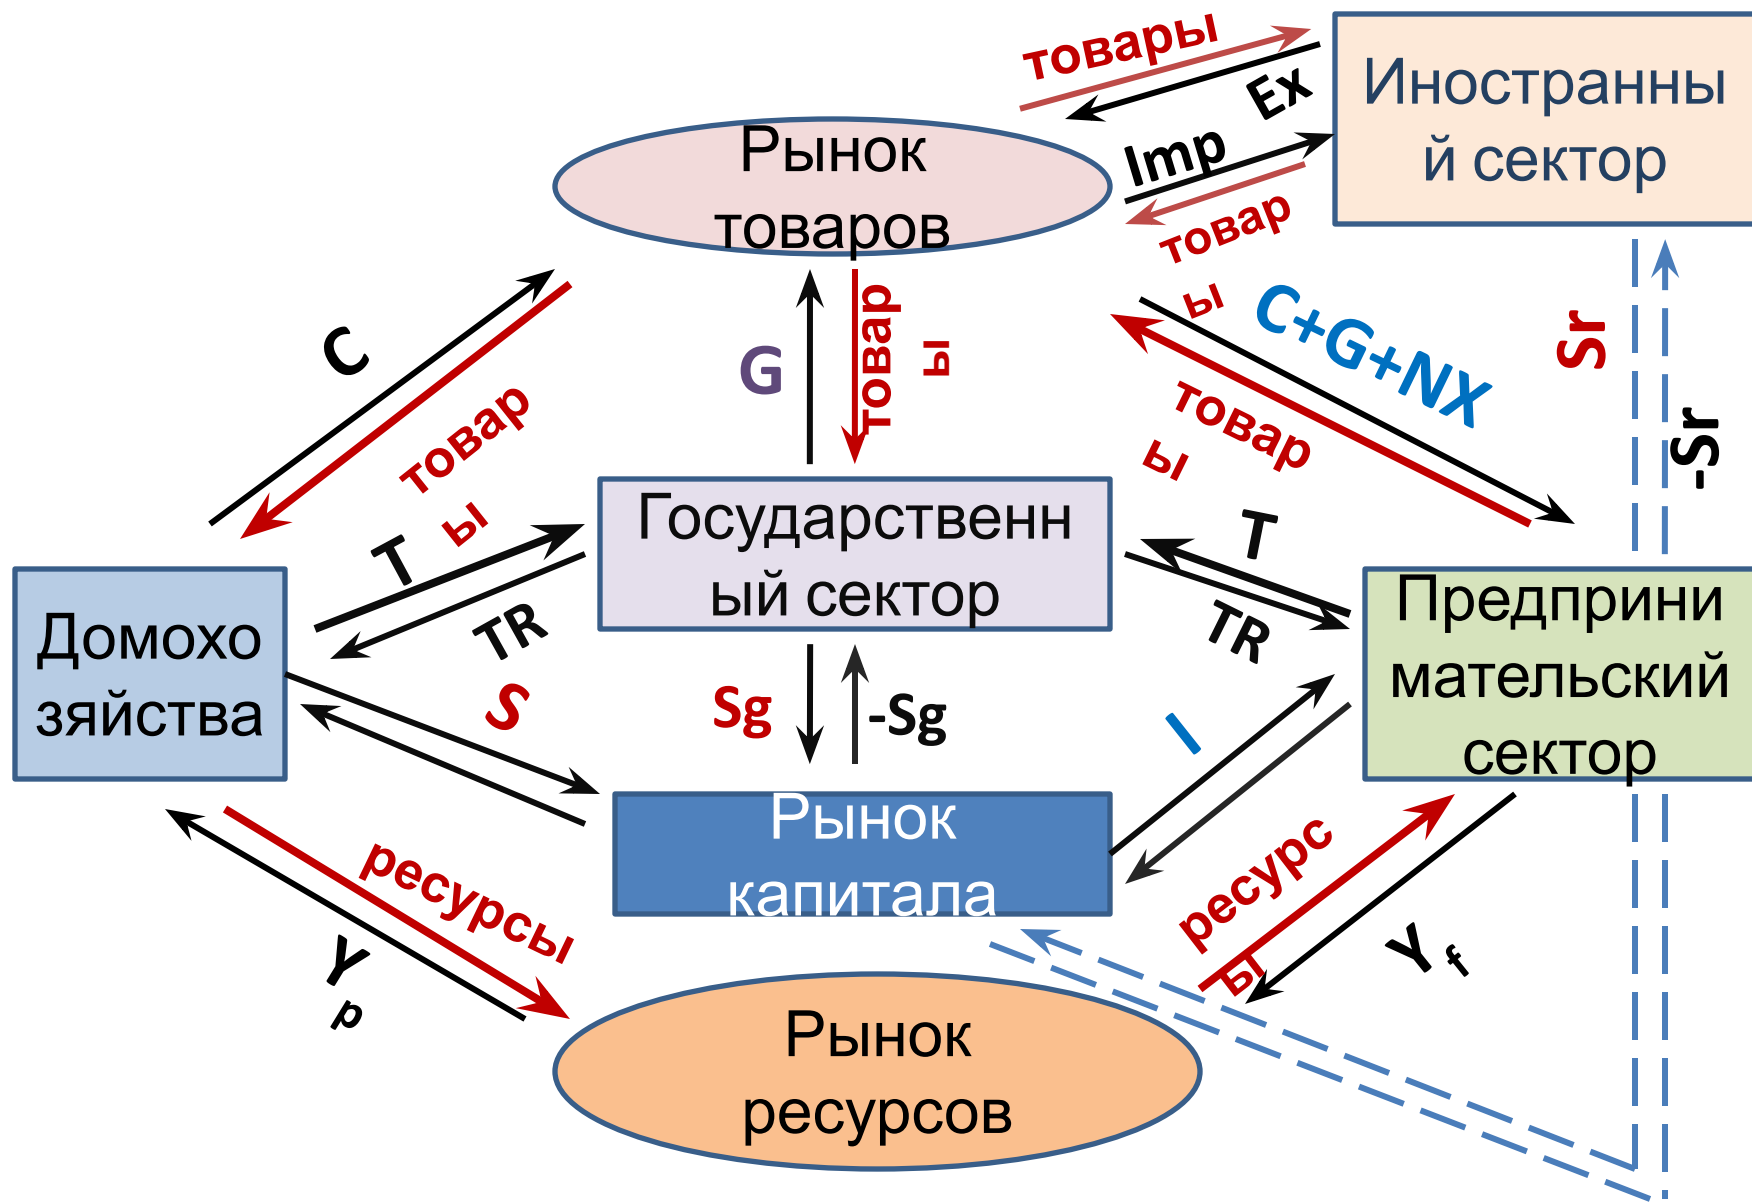 товары
Ex
Иностранны
й сектор
Imp
товар
ы
Рынок
товаров
C
товар
ы
G
товар
ы
C+G+NX
товар
ы
Sr
-Sr
Государственн
ый сектор
T
TR
T
TR
Домохо
зяйства
Предприни
мательский
сектор
S
Sg
-Sg
I
Рынок
капитала
ресурсы
Y
p
ресурс
ы
Y
f
Рынок
ресурсов